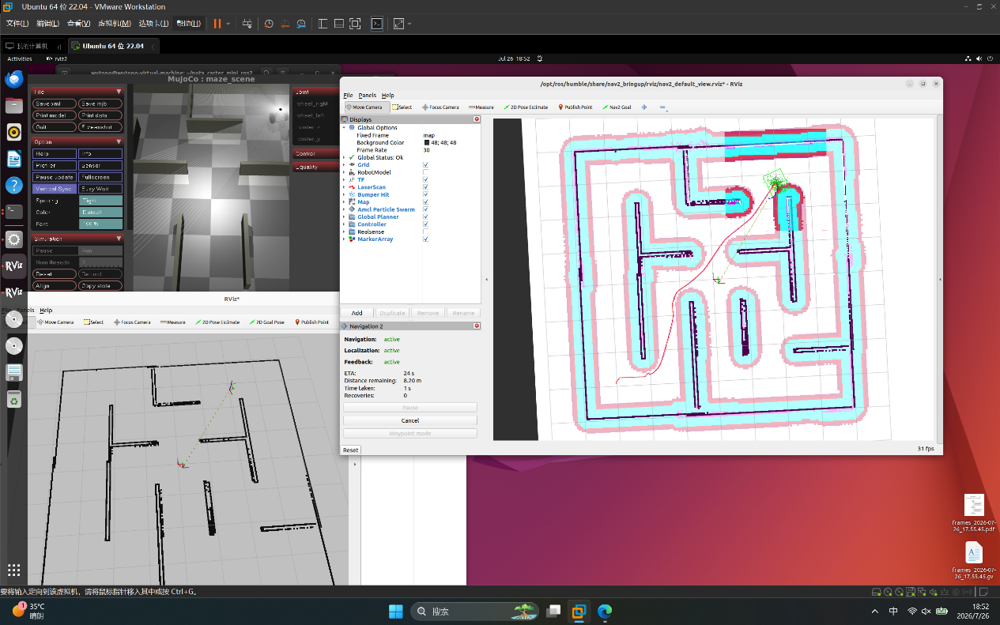 Ubuntu 64 位 22.04 - VMware Workstation
文件(F) 编辑(E) 查看(V) 虚拟机(M) 选项卡(T) 帮助(H)
我的计算机
Ubuntu 64 位 22.04
Activities
rviz2
Jul 26 18:52
wutong@wutong-virtual-machine: ~/nota_carter_mini_ros2
MuJoCo : maze_scene
File
Save xml
Save mjb
Print model
Print data
Quit
Screenshot
Option
Help
Info
Profiler
Sensor
Pause update
Fullscreen
Vertical Sync
Busy Wait
Spacing
Tight
Color
Default
Font
100 %
Simulation
Pause
Run
Num threads
0
Reset
Reload
Align
Copy state
Joint
wheel_right
wheel_left
caster_z
caster_y
Control
Equality
/opt/ros/humble/share/nav2_bringup/rviz/nav2_default_view.rviz* - RViz
File Panels Help
Move Camera
Select
Focus Camera
Measure
2D Pose Estimate
Publish Point
Nav2 Goal
Displays
Global Options
Fixed Frame
map
Background Color
48; 48; 48
Frame Rate
30
Global Status: Ok
Grid
RobotModel
TF
LaserScan
Bumper Hit
Map
Amcl Particle Swarm
Global Planner
Controller
Realsense
MarkerArray
Add
Duplicate
Remove
Rename
Navigation 2
Navigation: active
Localization: active
Feedback: active
ETA: 24 s
Distance remaining: 8.20 m
Time taken: 1 s
Recoveries: 0
Pause
Cancel
Waypoint mode
Reset
31 fps
RViz*
Help
Move Camera
Select
Focus Camera
Measure
2D Pose Estimate
2D Goal Pose
Publish Point
RViz
RViz
frames_2026-07-
26_17.55.45.pdf
frames_2026-07-
26_17.55.45.gv
要将输入定向到该虚拟机，请将鼠标指针移入其中或按 Ctrl+G。
1
35°C
晴朗
搜索
中
18:52
2026/7/26